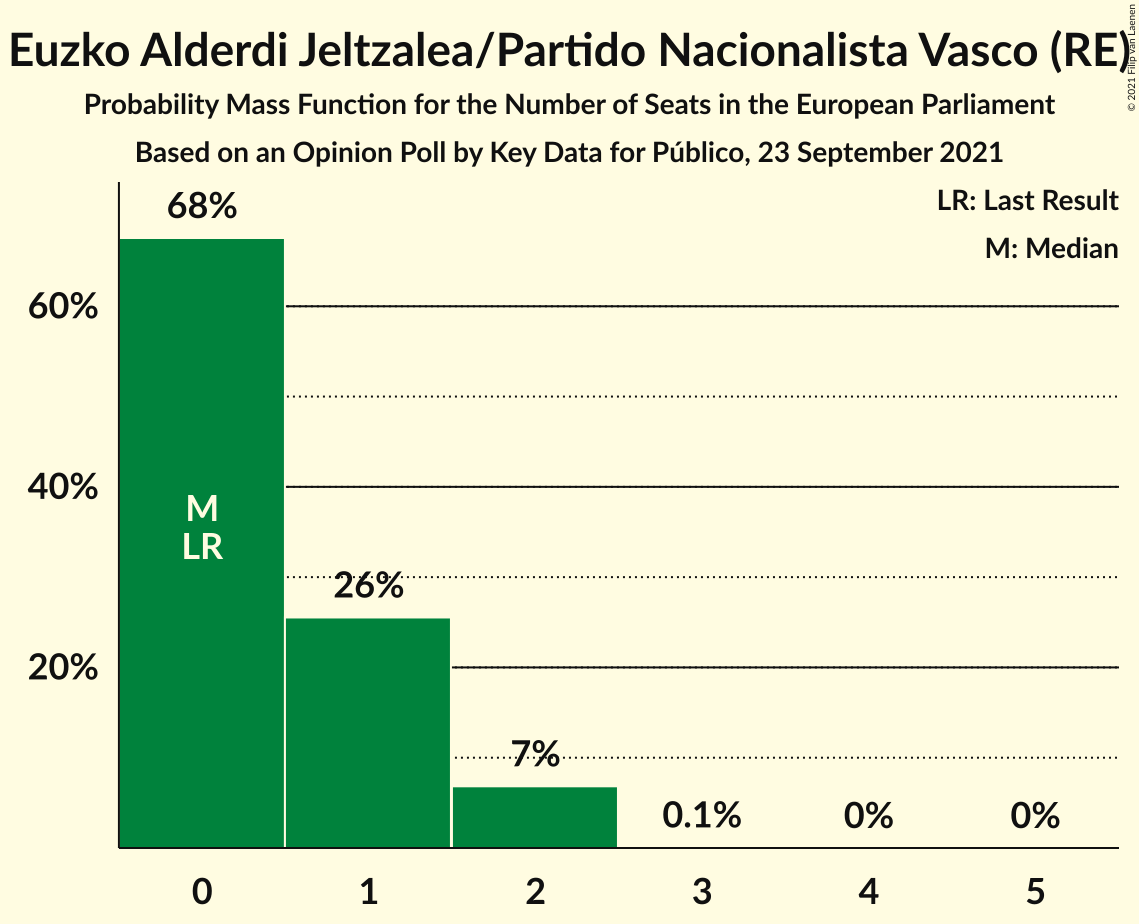 Euzko Alderdi Jeltzalea/Partido Nacionalista Vasco (RE)
© 2021 Filip van Laenen
Probability Mass Function for the Number of Seats in the European Parliament
Based on an Opinion Poll by Key Data for Público, 23 September 2021
LR: Last Result
M: Median
68%
60%
40%
M
LR
26%
20%
7%
0.1%
0%
0%
0 1 2 3 4 5